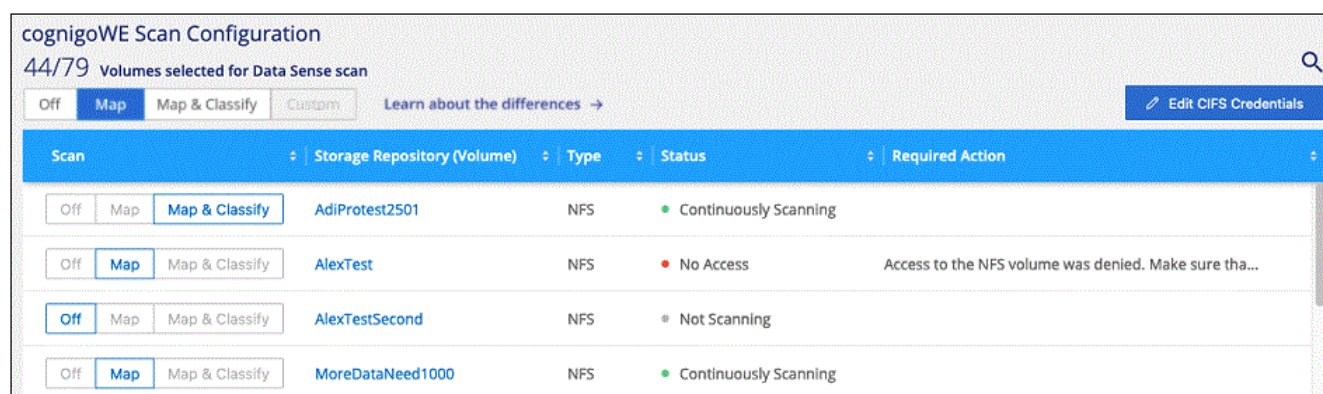 cognigoWE Scan Configuration
44/79 Volumes selected for Data Sense scan
Off Map Map & Classify Custom Learn about the differences → Edit CIFS Credentials
Scan Storage Repository (Volume) Type Status Required Action
Off Map Map & Classify AdiProtest2501 NFS Continuously Scanning
Off Map Map & Classify AlexTest NFS No Access Access to the NFS volume was denied. Make sure tha...
Off Map Map & Classify AlexTestSecond NFS Not Scanning
Off Map Map & Classify MoreDataNeed1000 NFS Continuously Scanning